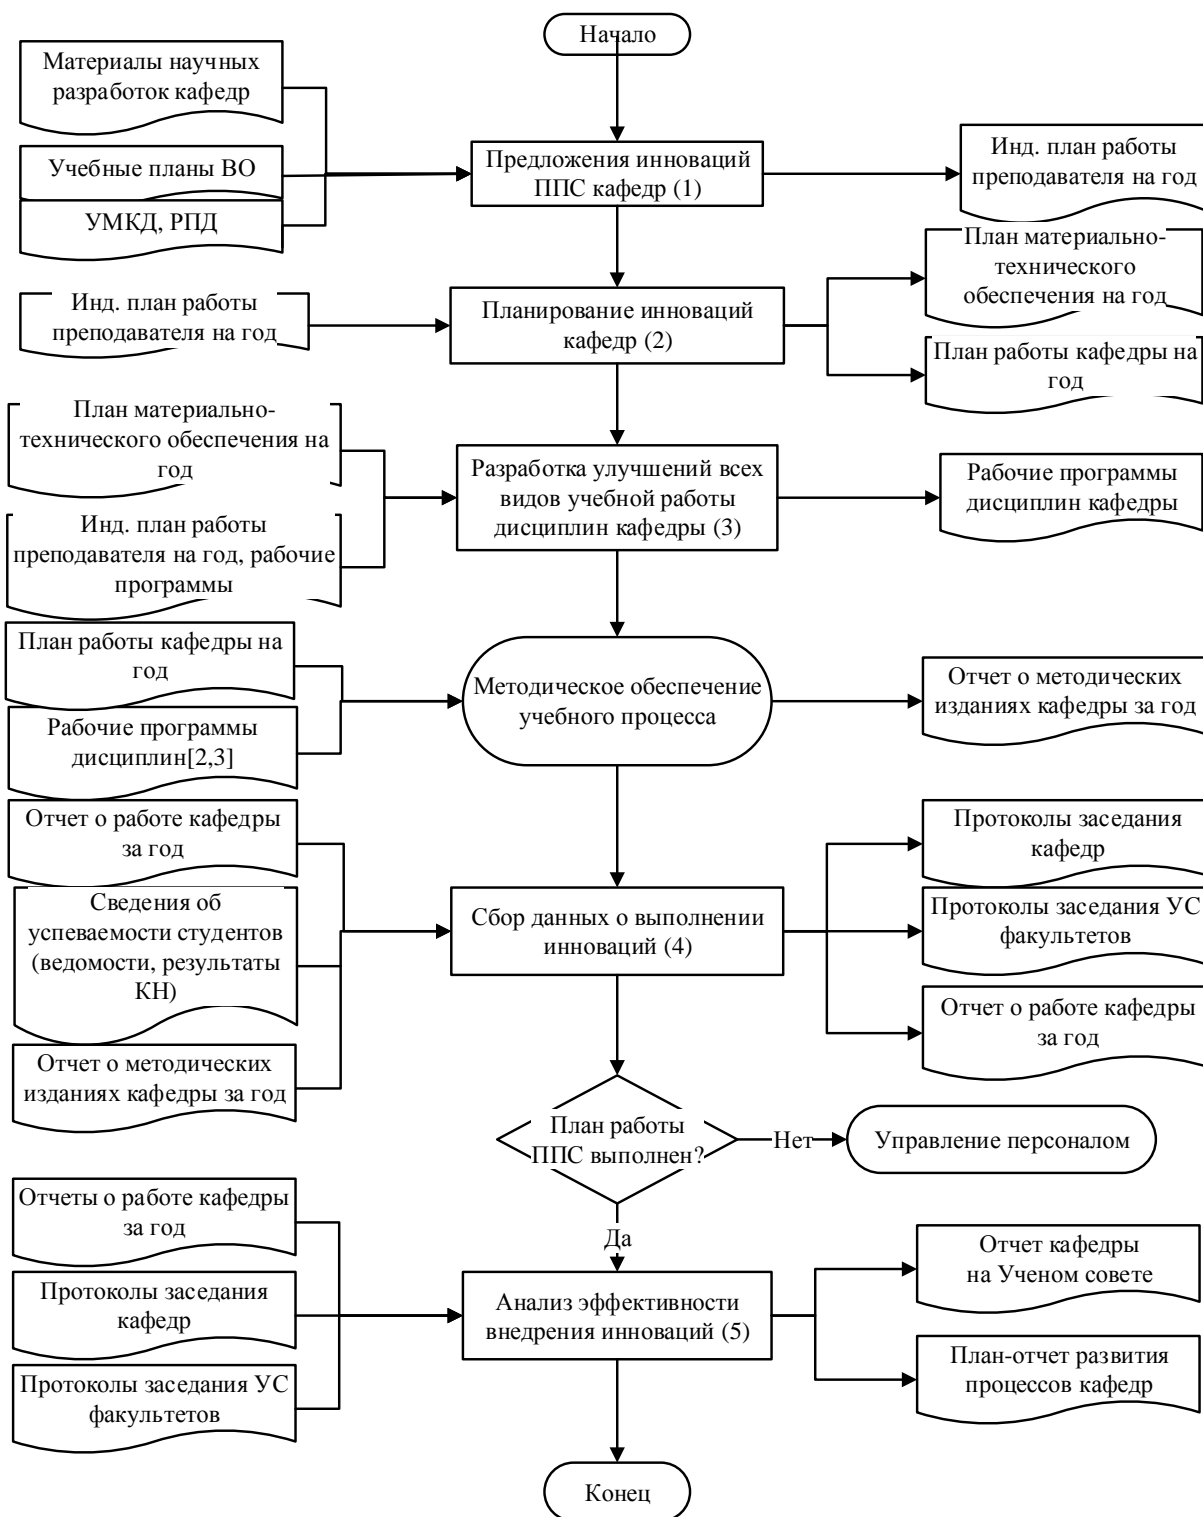 Начало
Материалы научных
разработок кафедр
Учебные планы ВО
УМКД, РПД
Предложения инноваций
ППС кафедр (1)
Инд. план работы
преподавателя на год
Инд. план работы
преподавателя на год
Планирование инноваций
кафедр (2)
План материально-
технического
обеспечения на год
План работы кафедры на
год
План материально-
технического обеспечения на
год
Инд. план работы
преподавателя на год, рабочие
программы
Разработка улучшений всех
видов учебной работы
дисциплин кафедры (3)
Рабочие программы
дисциплин кафедры
План работы кафедры на
год
Рабочие программы
дисциплин[2,3]
Методическое обеспечение
учебного процесса
Отчет о методических
изданиях кафедры за год
Отчет о работе кафедры
за год
Сведения об
успеваемости студентов
(ведомости, результаты
КН)
Отчет о методических
изданиях кафедры за год
Сбор данных о выполнении
инноваций (4)
Протоколы заседания
кафедр
Протоколы заседания УС
факультетов
Отчет о работе кафедры
за год
План работы
ППС выполнен?
Нет
Управление персоналом
Да
Отчеты о работе кафедры
за год
Протоколы заседания
кафедр
Протоколы заседания УС
факультетов
Анализ эффективности
внедрения инноваций (5)
Отчет кафедры
на Ученом совете
План-отчет развития
процессов кафедр
Конец